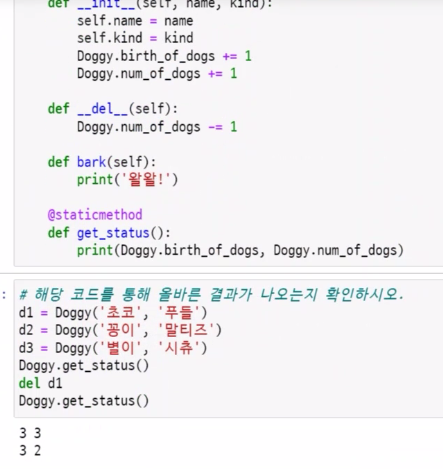 def __init__(self, name, kind):
self.name = name
self.kind = kind
Doggy.birth_of_dogs += 1
Doggy.num_of_dogs += 1
def __del__(self):
Doggy.num_of_dogs -= 1
def bark(self):
print('왈왈!')
@staticmethod
def get_status():
print(Doggy.birth_of_dogs, Doggy.num_of_dogs)
: # 해당 코드를 통해 올바른 결과가 나오는지 확인하시오.
d1 = Doggy('초코', '푸들')
d2 = Doggy('꽁이', '말티즈')
d3 = Doggy('별이', '시츄')
Doggy.get_status()
del d1
Doggy.get_status()
3 3
3 2